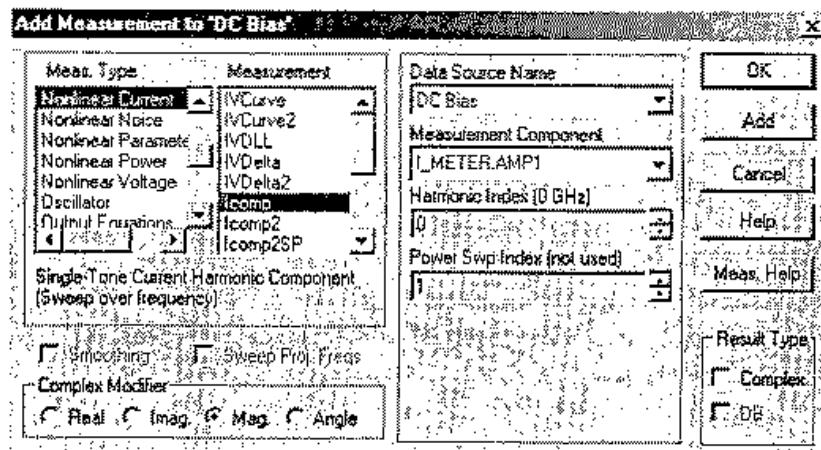 Add Measurement to "DC Bias"
Meas. Type
Nonlinear Current
Nonlinear Noise
Nonlinear Paramete
Nonlinear Power
Nonlinear Voltage
Oscillator
Output Equations
Measurement
IVCurve
IVCurve2
IVDLL
IVDelta
IVDelta2
Icomp
Icomp2
Icomp2SP
Single-Tone Current Harmonic Component
(Sweep over frequency)
Smoothing
Sweep Proj. Freqs
Complex Modifier
Real
Imag.
Mag.
Angle
Data Source Name
DC Bias
Measurement Component
I_METER.AMP1
Harmonic Index (0 GHz)
0
Power Swp Index (not used)
1
OK
Add
Cancel
Help
Meas. Help
Result Type
Complex
DB